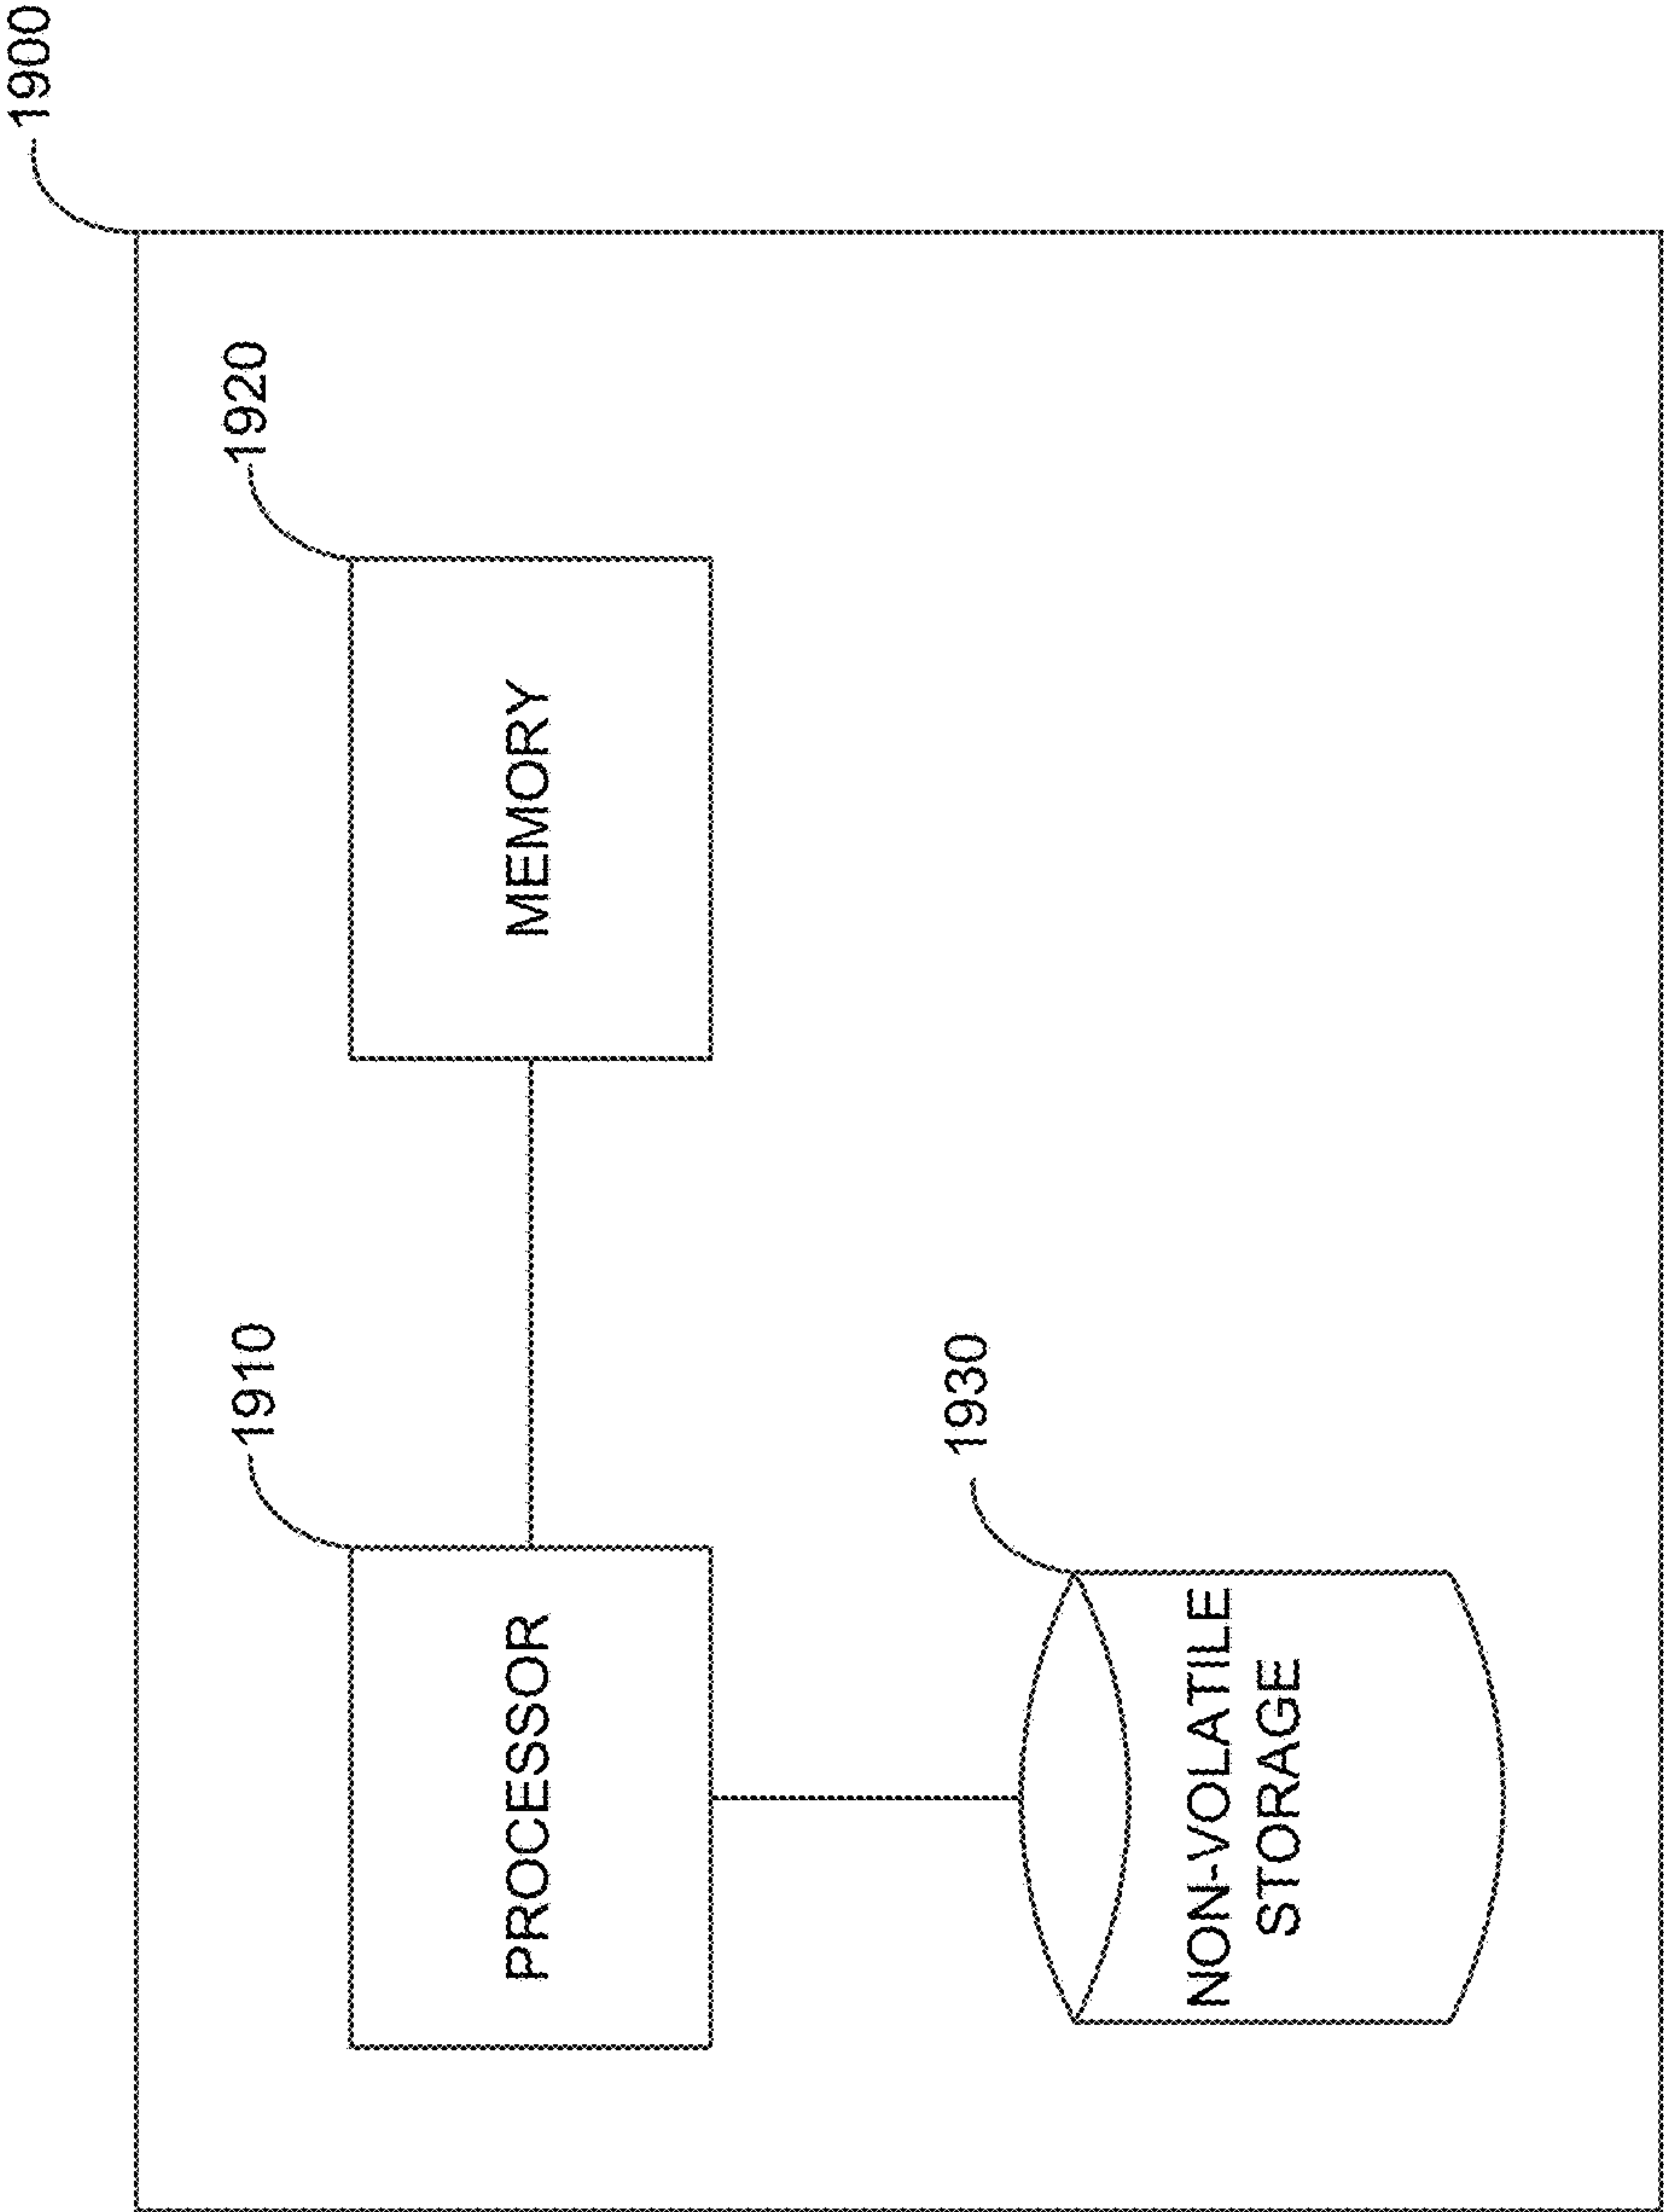 1900
1910
1920
PROCESSOR
MEMORY
1930
NON-VOLATILE
STORAGE